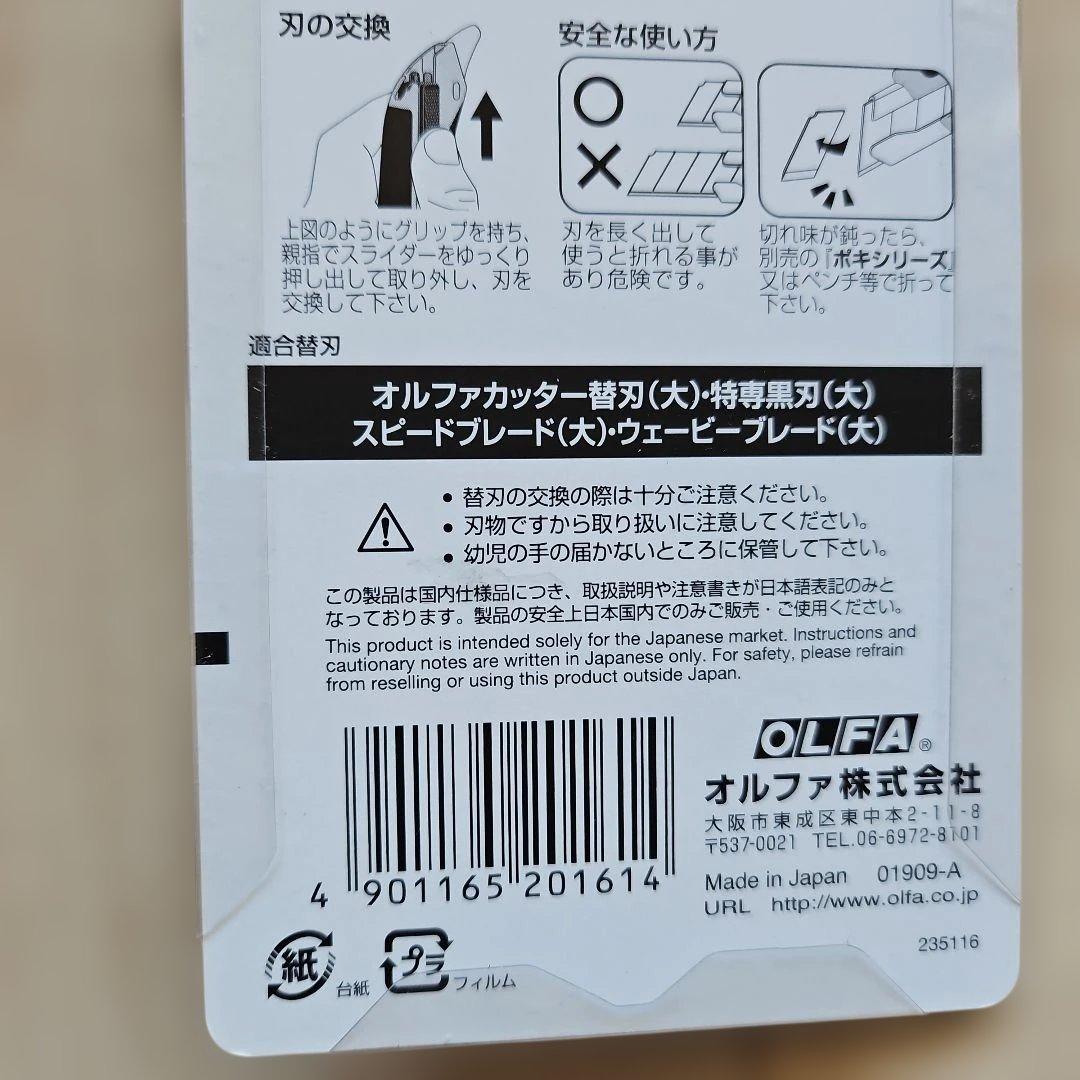 刃の交換
安全な使い方
上図のようにグリップを持ち、
親指でスライダーをゆっくり
押し出して取り外し、刃を
交換して下さい。
刃を長く出して
使うと折れる事が
あり危険です。
切れ味が鈍ったら、
別売の『ポキシリーズ』
又はペンチ等で折って
下さい。
適合替刃
オルファカッター替刃(大)・特専黒刃(大)
スピードブレード(大)・ウェービーブレード(大)
• 替刃の交換の際は十分ご注意ください。
• 刃物ですから取り扱いに注意してください。
• 幼児の手の届かないところに保管して下さい。
この製品は国内仕様品につき、取扱説明や注意書きが日本語表記のみと
なっております。製品の安全上日本国内でのみご販売・ご使用ください。
This product is intended solely for the Japanese market. Instructions and
cautionary notes are written in Japanese only. For safety, please refrain
from reselling or using this product outside Japan.
OLFA®
オルファ株式会社
大阪市東成区東中本2-11-8
〒537-0021 TEL.06-6972-8101
Made in Japan 01909-A
URL http://www.olfa.co.jp
4 901165 201614
235116
紙 台紙
プラ フィルム